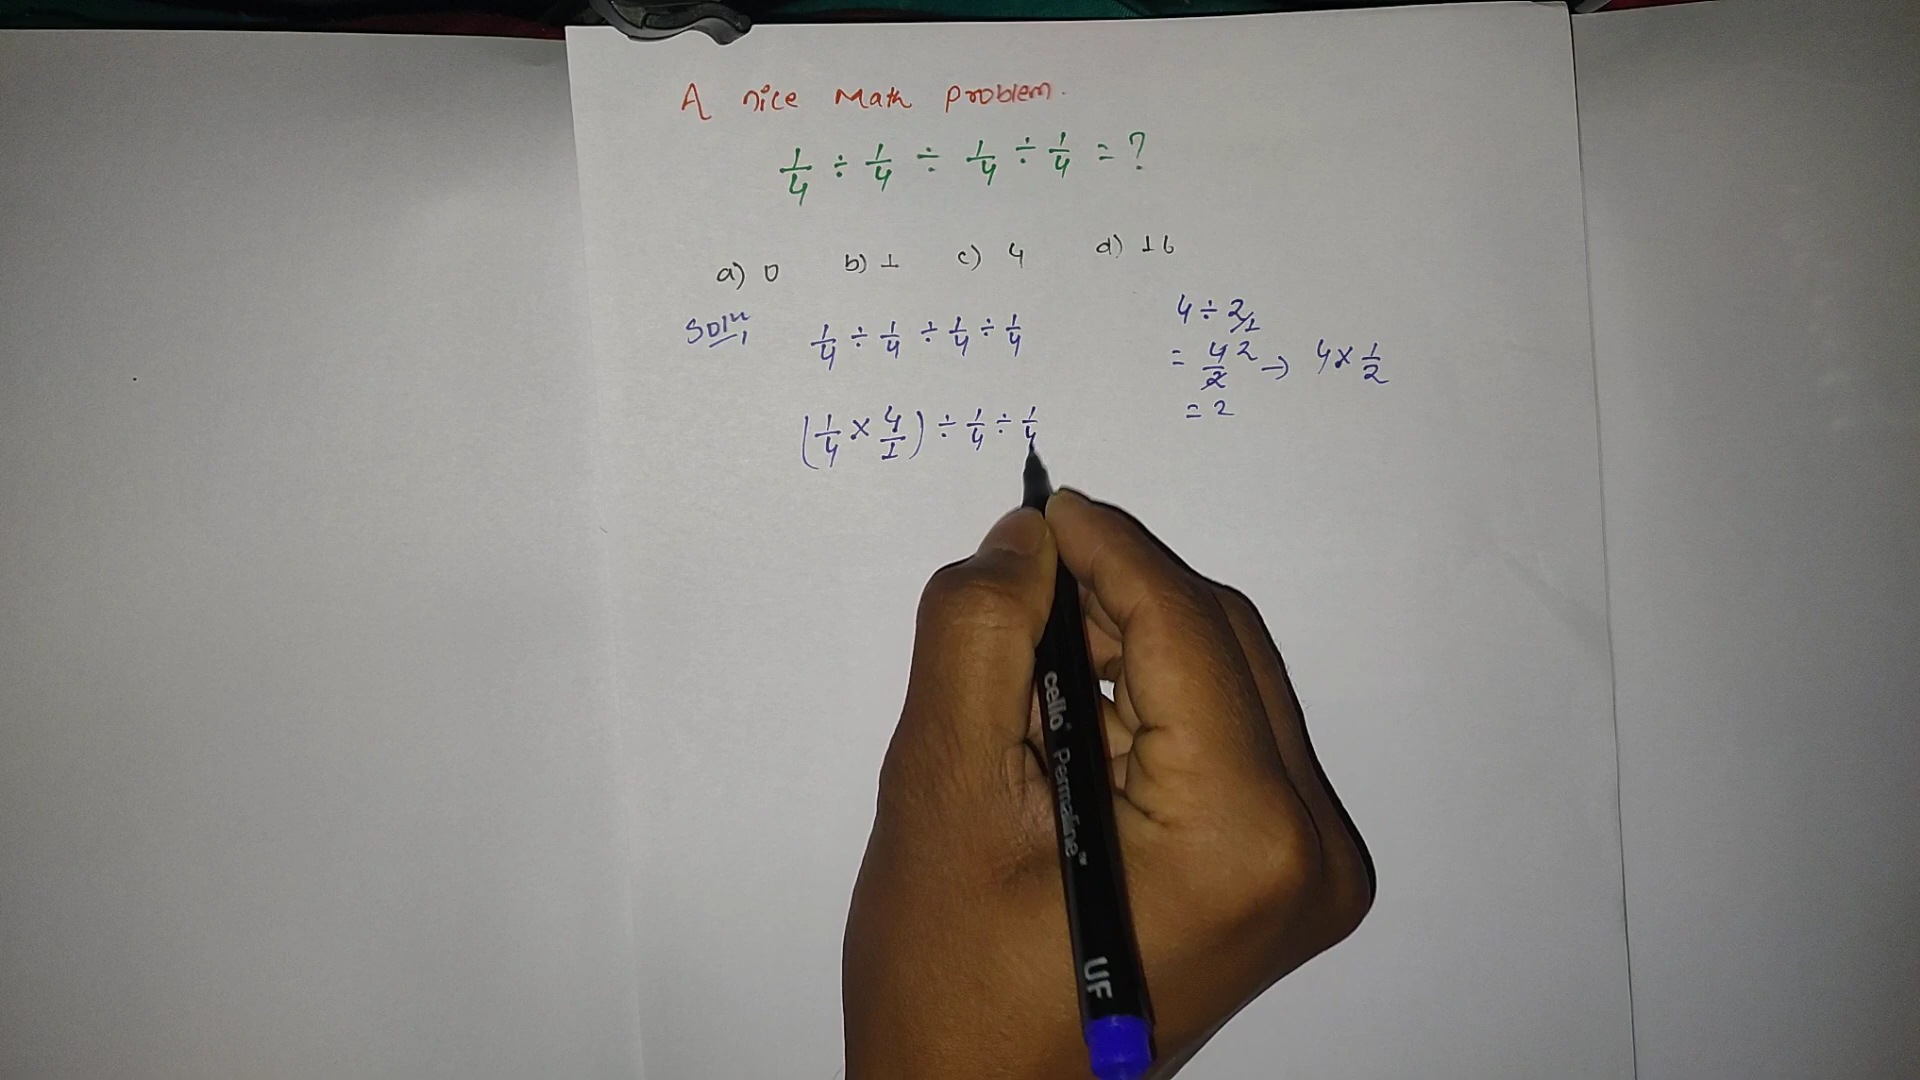 A nice Math problem.
1/4 ÷ 1/4 ÷ 1/4 ÷ 1/4 = ?
a) 0 b) 1 c) 4 d) 16
Soln, 1/4 ÷ 1/4 ÷ 1/4 ÷ 1/4
(1/4 × 4/1) ÷ 1/4 ÷ 1/4
4 ÷ 2/1
= 4/2 2 → 4 × 1/2
= 2
cello Permafine™
UF